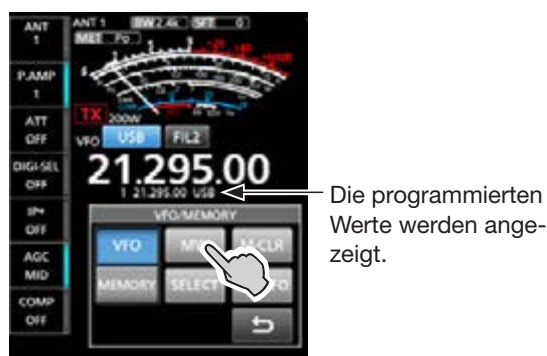 ANT 1 BW 2.4k SFT 0
MET Po
ANT
1
P.AMP
1
TX 200W
ATT
OFF
VFO USB FIL2
DIGI-SEL
OFF
21.295.00
1 21.295.00 USB
Die programmierten
Werte werden ange-
zeigt.
IP+
OFF
VFO/MEMORY
AGC
MID
VFO M-CLR
COMP
OFF
MEMORY SELECT